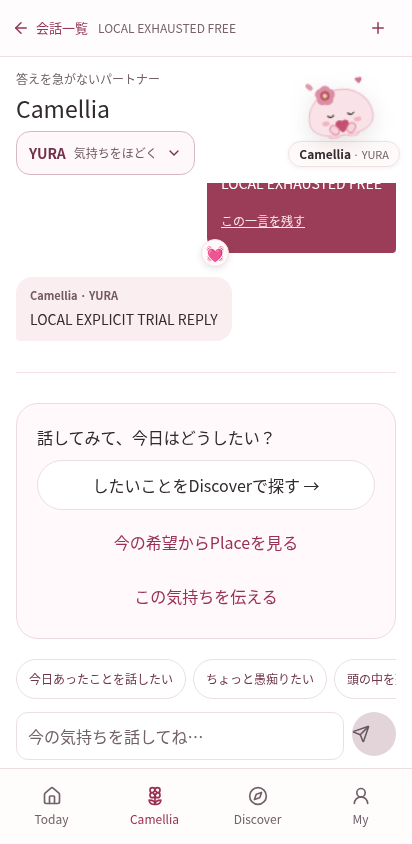 会話一覧 LOCAL EXHAUSTED FREE
答えを急がないパートナー
Camellia
YURA 気持ちをほどく
Camellia · YURA
LOCAL EXHAUSTED FREE
この一言を残す
Camellia · YURA
LOCAL EXPLICIT TRIAL REPLY
話してみて、今日はどうしたい？
したいことをDiscoverで探す →
今の希望からPlaceを見る
この気持ちを伝える
今日あったことを話したい
ちょっと愚痴りたい
頭の中を
今の気持ちを話してね…
Today
Camellia
Discover
My